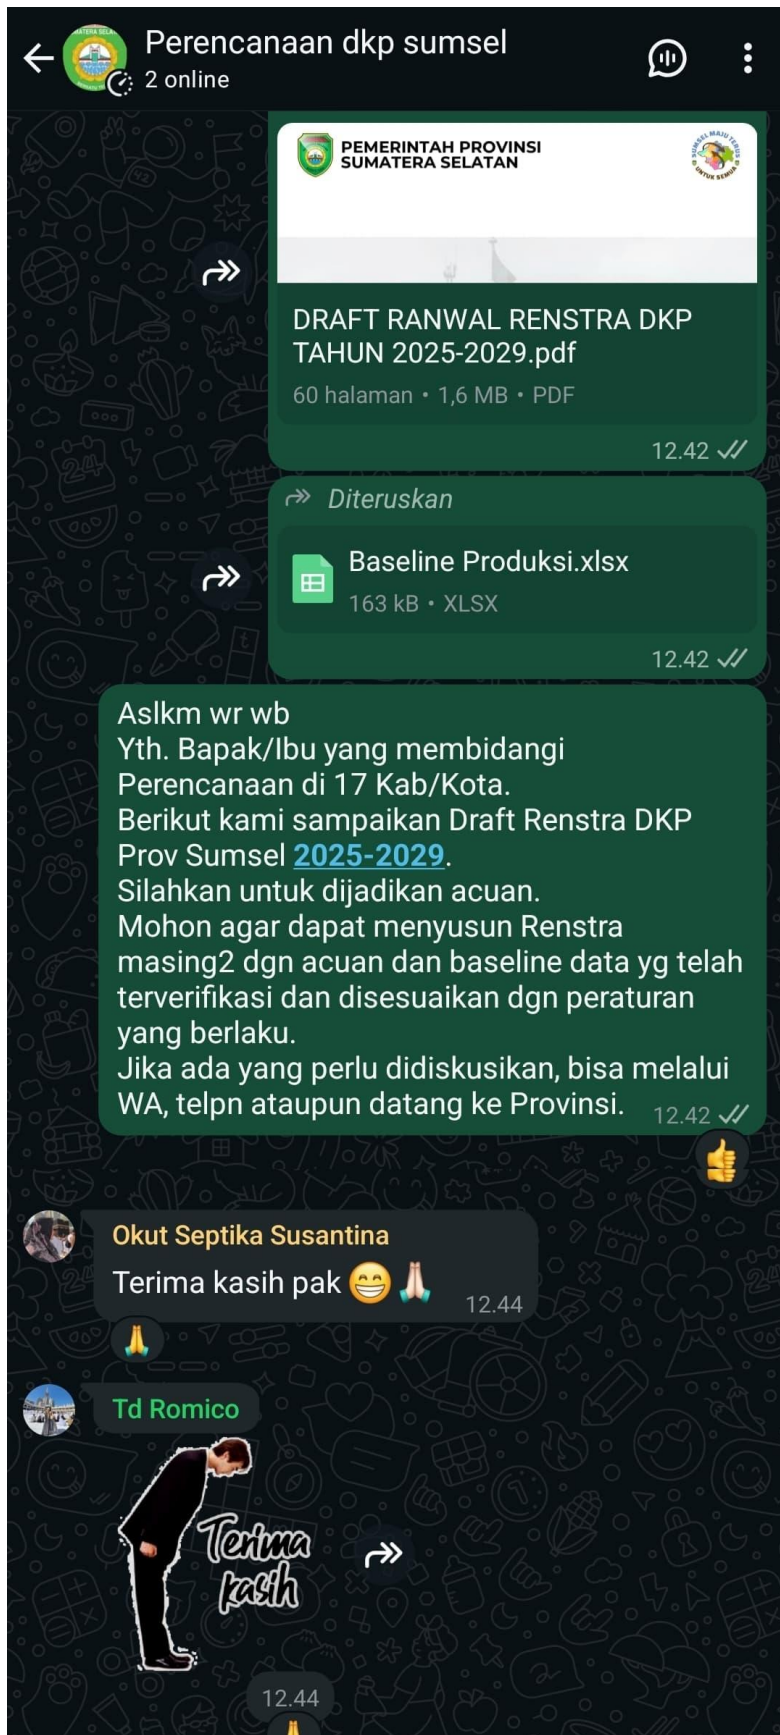 Perencanaan dkp sumsel
2 online
PEMERINTAH PROVINSI
SUMATERA SELATAN
SUMSEL MAJU TERUS
UNTUK SEMUA
DRAFT RANWAL RENSTRA DKP
TAHUN 2025-2029.pdf
60 halaman • 1,6 MB • PDF
12.42
Diteruskan
Baseline Produksi.xlsx
163 kB • XLSX
12.42
Aslkm wr wb
Yth. Bapak/Ibu yang membidangi
Perencanaan di 17 Kab/Kota.
Berikut kami sampaikan Draft Renstra DKP
Prov Sumsel 2025-2029.
Silahkan untuk dijadikan acuan.
Mohon agar dapat menyusun Renstra
masing2 dgn acuan dan baseline data yg telah
terverifikasi dan disesuaikan dgn peraturan
yang berlaku.
Jika ada yang perlu didiskusikan, bisa melalui
WA, telpn ataupun datang ke Provinsi. 12.42
Okut Septika Susantina
Terima kasih pak 😁🙏🏻
12.44
Td Romico
Terima
kasih
12.44